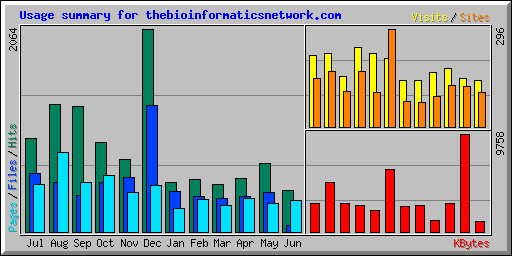 Usage summary for thebioinformaticsnetwork.com
Visits / Sites
2064
296
Pages / Files / Hits
9758
Jul Aug Sep Oct Nov Dec Jan Feb Mar Apr May Jun
KBytes